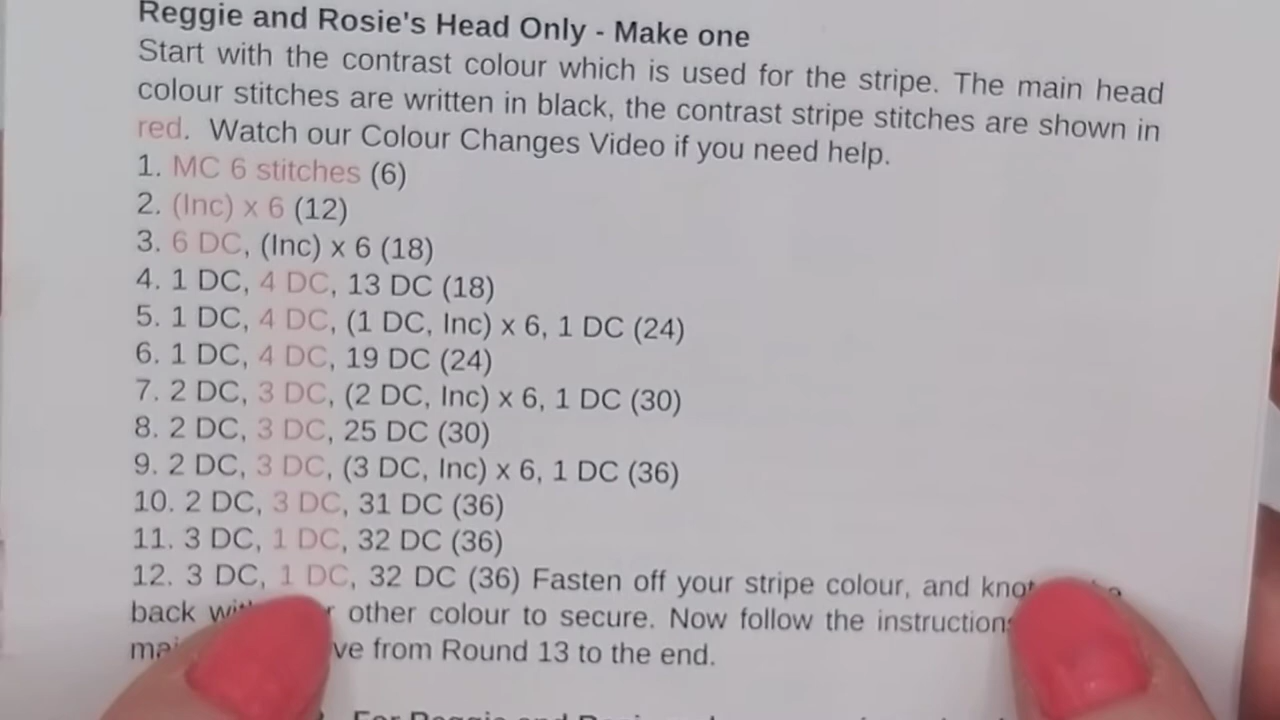 Reggie and Rosie's Head Only - Make one
Start with the contrast colour which is used for the stripe. The main head
colour stitches are written in black, the contrast stripe stitches are shown in
red. Watch our Colour Changes Video if you need help.
1. MC 6 stitches (6)
2. (Inc) x 6 (12)
3. 6 DC, (Inc) x 6 (18)
4. 1 DC, 4 DC, 13 DC (18)
5. 1 DC, 4 DC, (1 DC, Inc) x 6, 1 DC (24)
6. 1 DC, 4 DC, 19 DC (24)
7. 2 DC, 3 DC, (2 DC, Inc) x 6, 1 DC (30)
8. 2 DC, 3 DC, 25 DC (30)
9. 2 DC, 3 DC, (3 DC, Inc) x 6, 1 DC (36)
10. 2 DC, 3 DC, 31 DC (36)
11. 3 DC, 1 DC, 32 DC (36)
12. 3 DC, 1 DC, 32 DC (36) Fasten off your stripe colour, and knot
back other colour to secure. Now follow the instructions
from Round 13 to the end.
For Reggie and